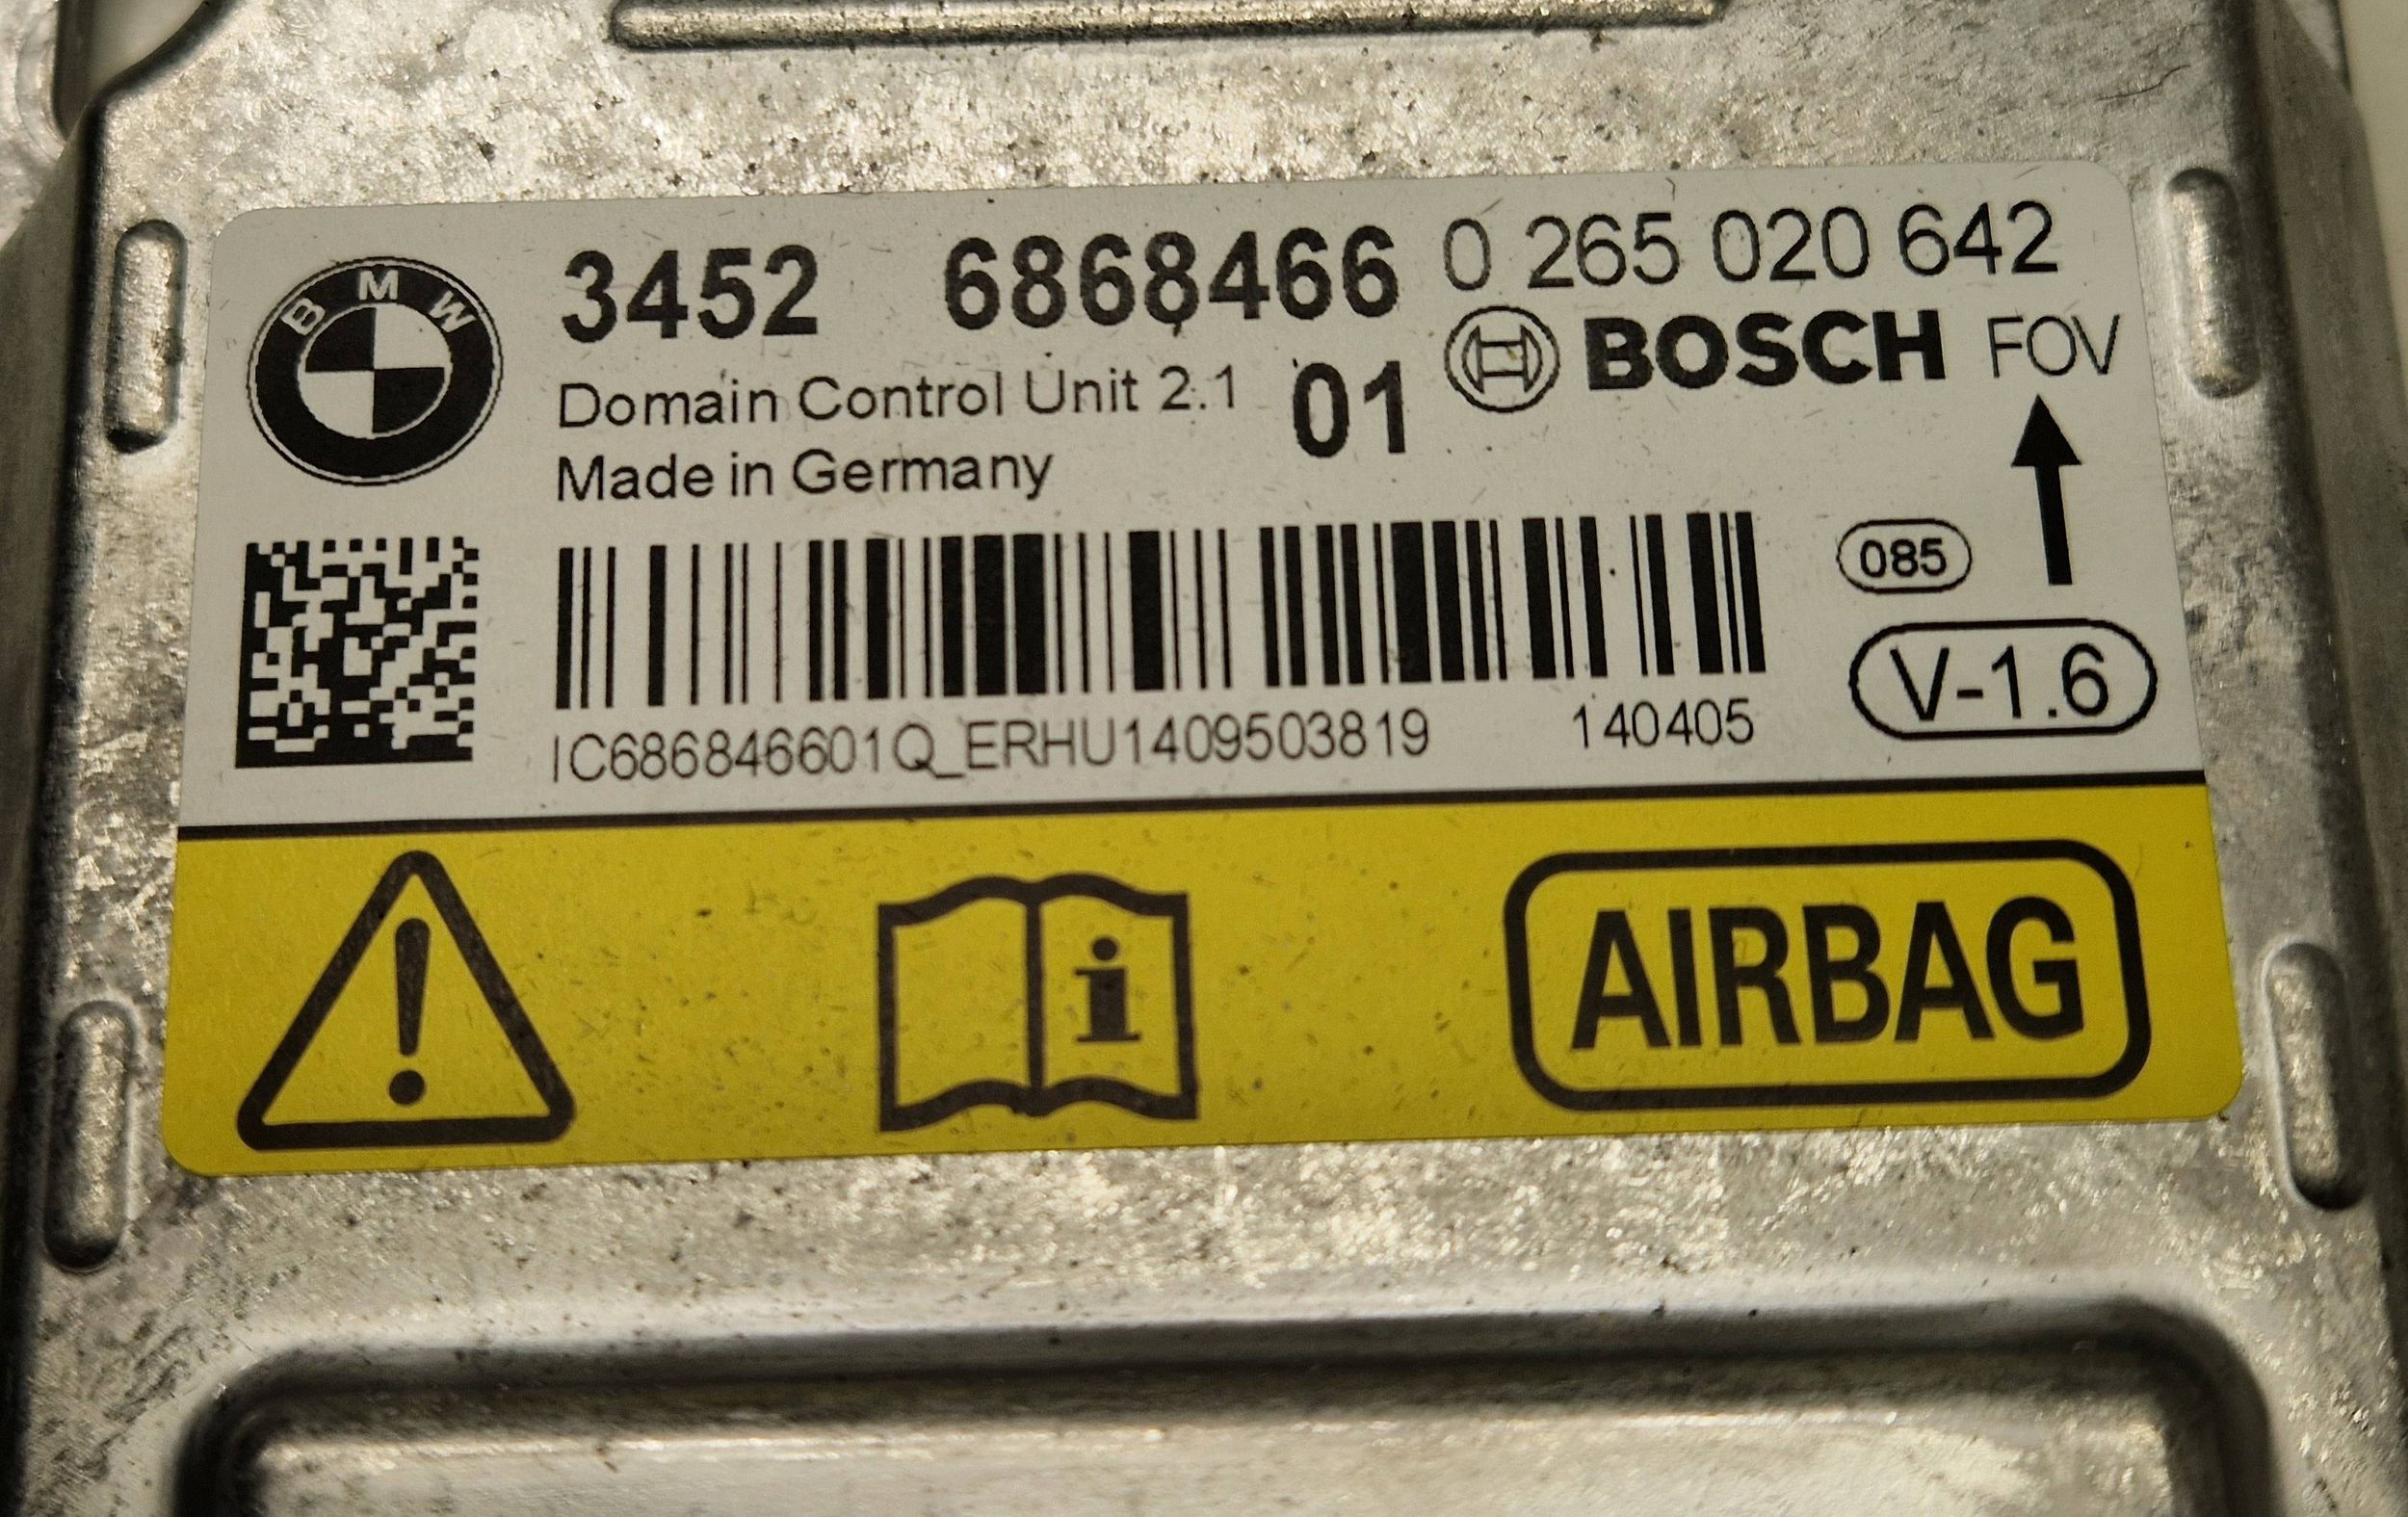 BMW
3452 6868466 0 265 020 642
Domain Control Unit 2.1 01 BOSCH FOV
Made in Germany
085
V-1.6
IC686846601Q_ERHU1409503819 140405
i AIRBAG